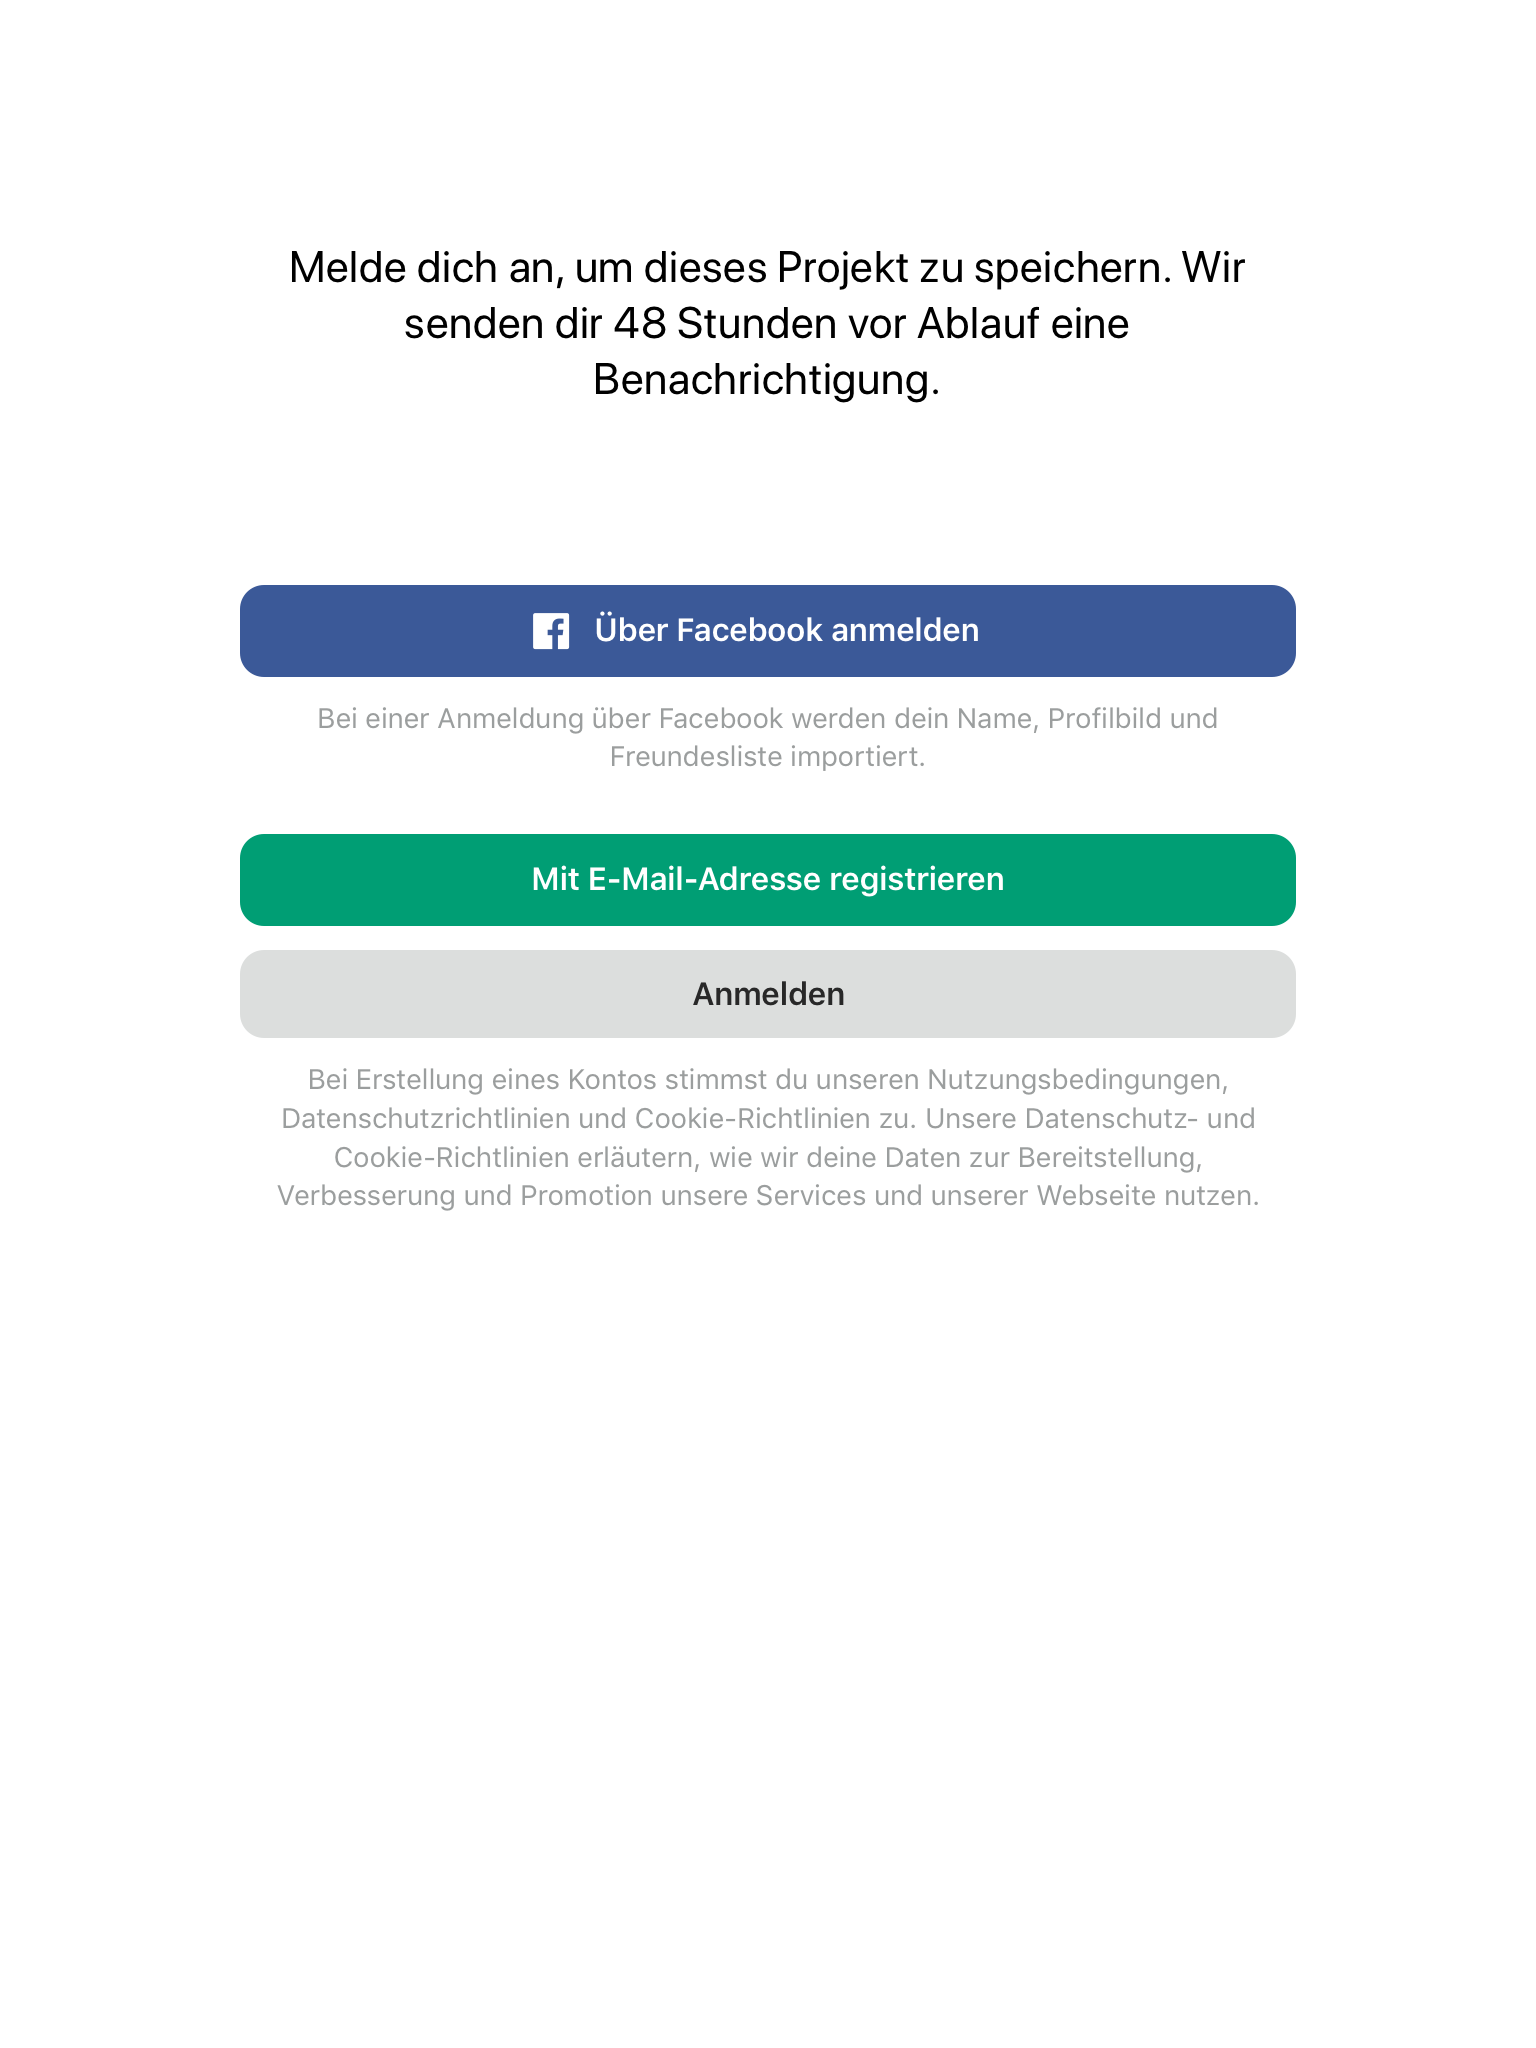 Melde dich an, um dieses Projekt zu speichern. Wir
senden dir 48 Stunden vor Ablauf eine
Benachrichtigung.
Über Facebook anmelden
Bei einer Anmeldung über Facebook werden dein Name, Profilbild und
Freundesliste importiert.
Mit E-Mail-Adresse registrieren
Anmelden
Bei Erstellung eines Kontos stimmst du unseren Nutzungsbedingungen,
Datenschutzrichtlinien und Cookie-Richtlinien zu. Unsere Datenschutz- und
Cookie-Richtlinien erläutern, wie wir deine Daten zur Bereitstellung,
Verbesserung und Promotion unsere Services und unserer Webseite nutzen.